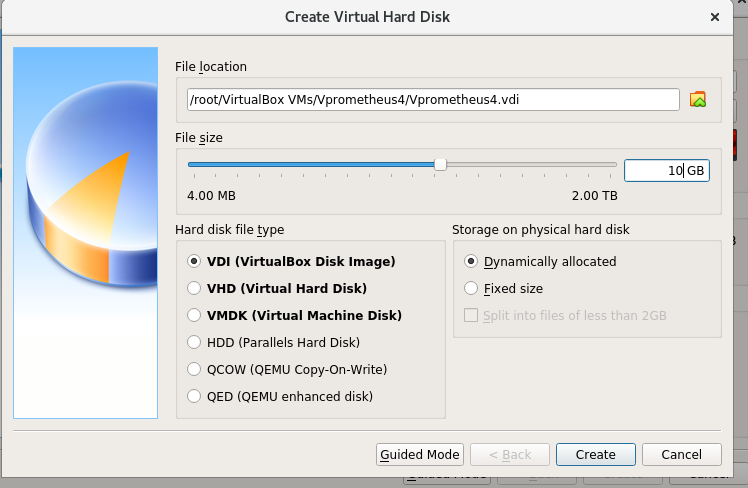 Create Virtual Hard Disk
File location
/root/VirtualBox VMs/Vprometheus4/Vprometheus4.vdi
File size
10 GB
4.00 MB 2.00 TB
Hard disk file type Storage on physical hard disk
VDI (VirtualBox Disk Image) Dynamically allocated
VHD (Virtual Hard Disk) Fixed size
VMDK (Virtual Machine Disk) Split into files of less than 2GB
HDD (Parallels Hard Disk)
QCOW (QEMU Copy-On-Write)
QED (QEMU enhanced disk)
Guided Mode < Back Create Cancel